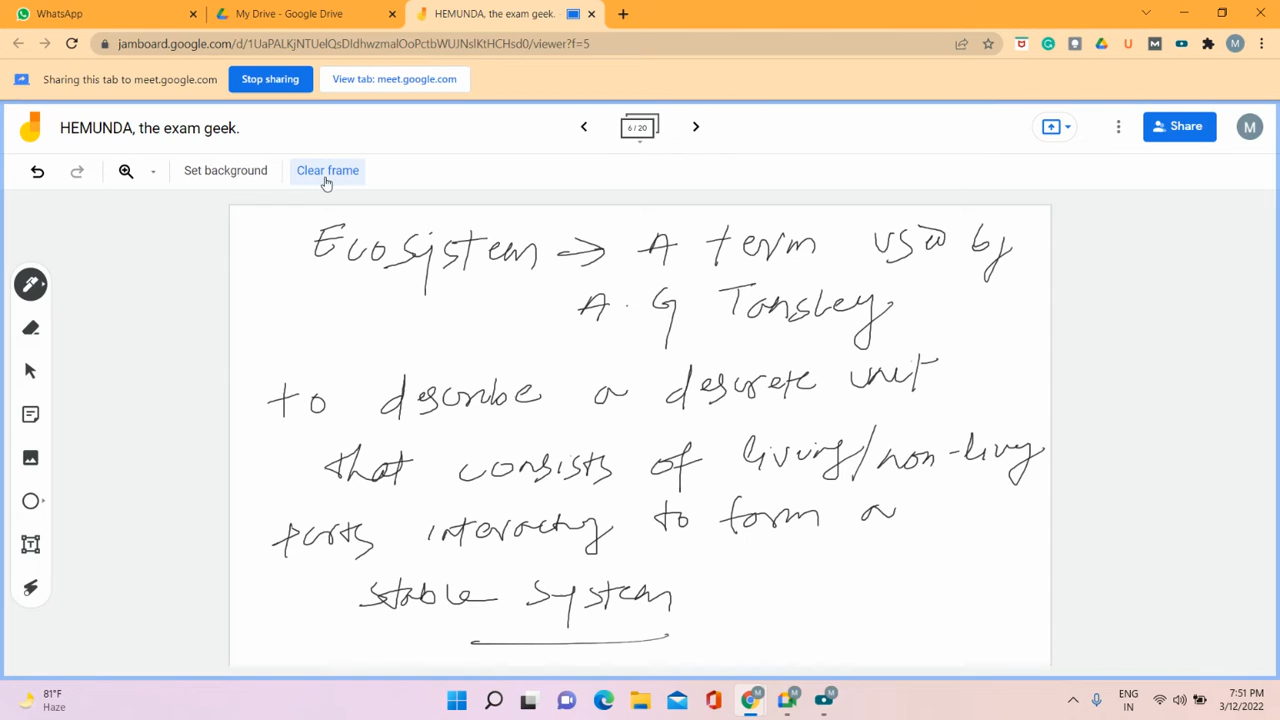 WhatsApp
My Drive - Google Drive
HEMUNDA, the exam geek.
jamboard.google.com/d/1UaPALKjNTUelQsDIdhwzmalOoPctbWUJNslKtHCHsd0/viewer?f=5
M
Sharing this tab to meet.google.com
Stop sharing
View tab: meet.google.com
HEMUNDA, the exam geek.
6 / 20
Share
M
Set background
Clear frame
Ecosystem → A term used by
A. G Tansley
to describe a descrete unit
that consists of living/non-living
parts interacting to form a
stable system
81°F
Haze
ENG
IN
7:51 PM
3/12/2022